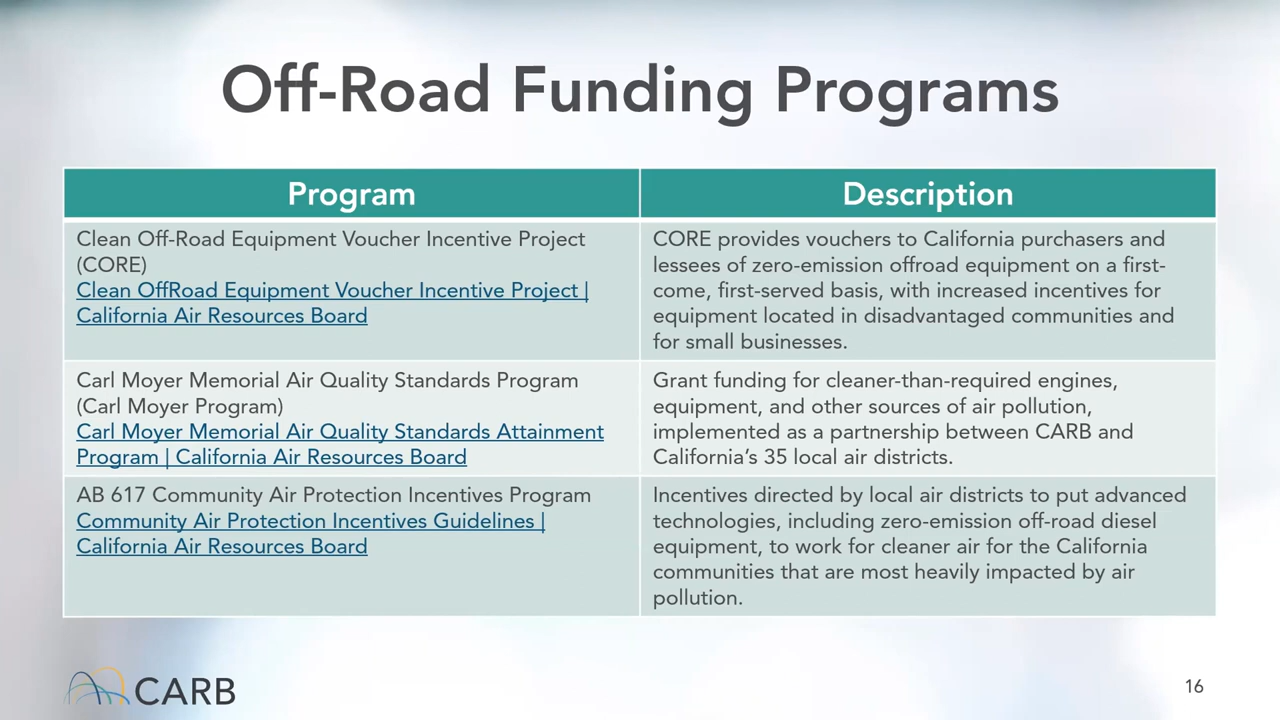 Off-Road Funding Programs
Program
Description
Clean Off-Road Equipment Voucher Incentive Project
(CORE)
Clean OffRoad Equipment Voucher Incentive Project |
California Air Resources Board
CORE provides vouchers to California purchasers and
lessees of zero-emission offroad equipment on a first-
come, first-served basis, with increased incentives for
equipment located in disadvantaged communities and
for small businesses.
Carl Moyer Memorial Air Quality Standards Program
(Carl Moyer Program)
Carl Moyer Memorial Air Quality Standards Attainment
Program | California Air Resources Board
Grant funding for cleaner-than-required engines,
equipment, and other sources of air pollution,
implemented as a partnership between CARB and
California’s 35 local air districts.
AB 617 Community Air Protection Incentives Program
Community Air Protection Incentives Guidelines |
California Air Resources Board
Incentives directed by local air districts to put advanced
technologies, including zero-emission off-road diesel
equipment, to work for cleaner air for the California
communities that are most heavily impacted by air
pollution.
CARB
16